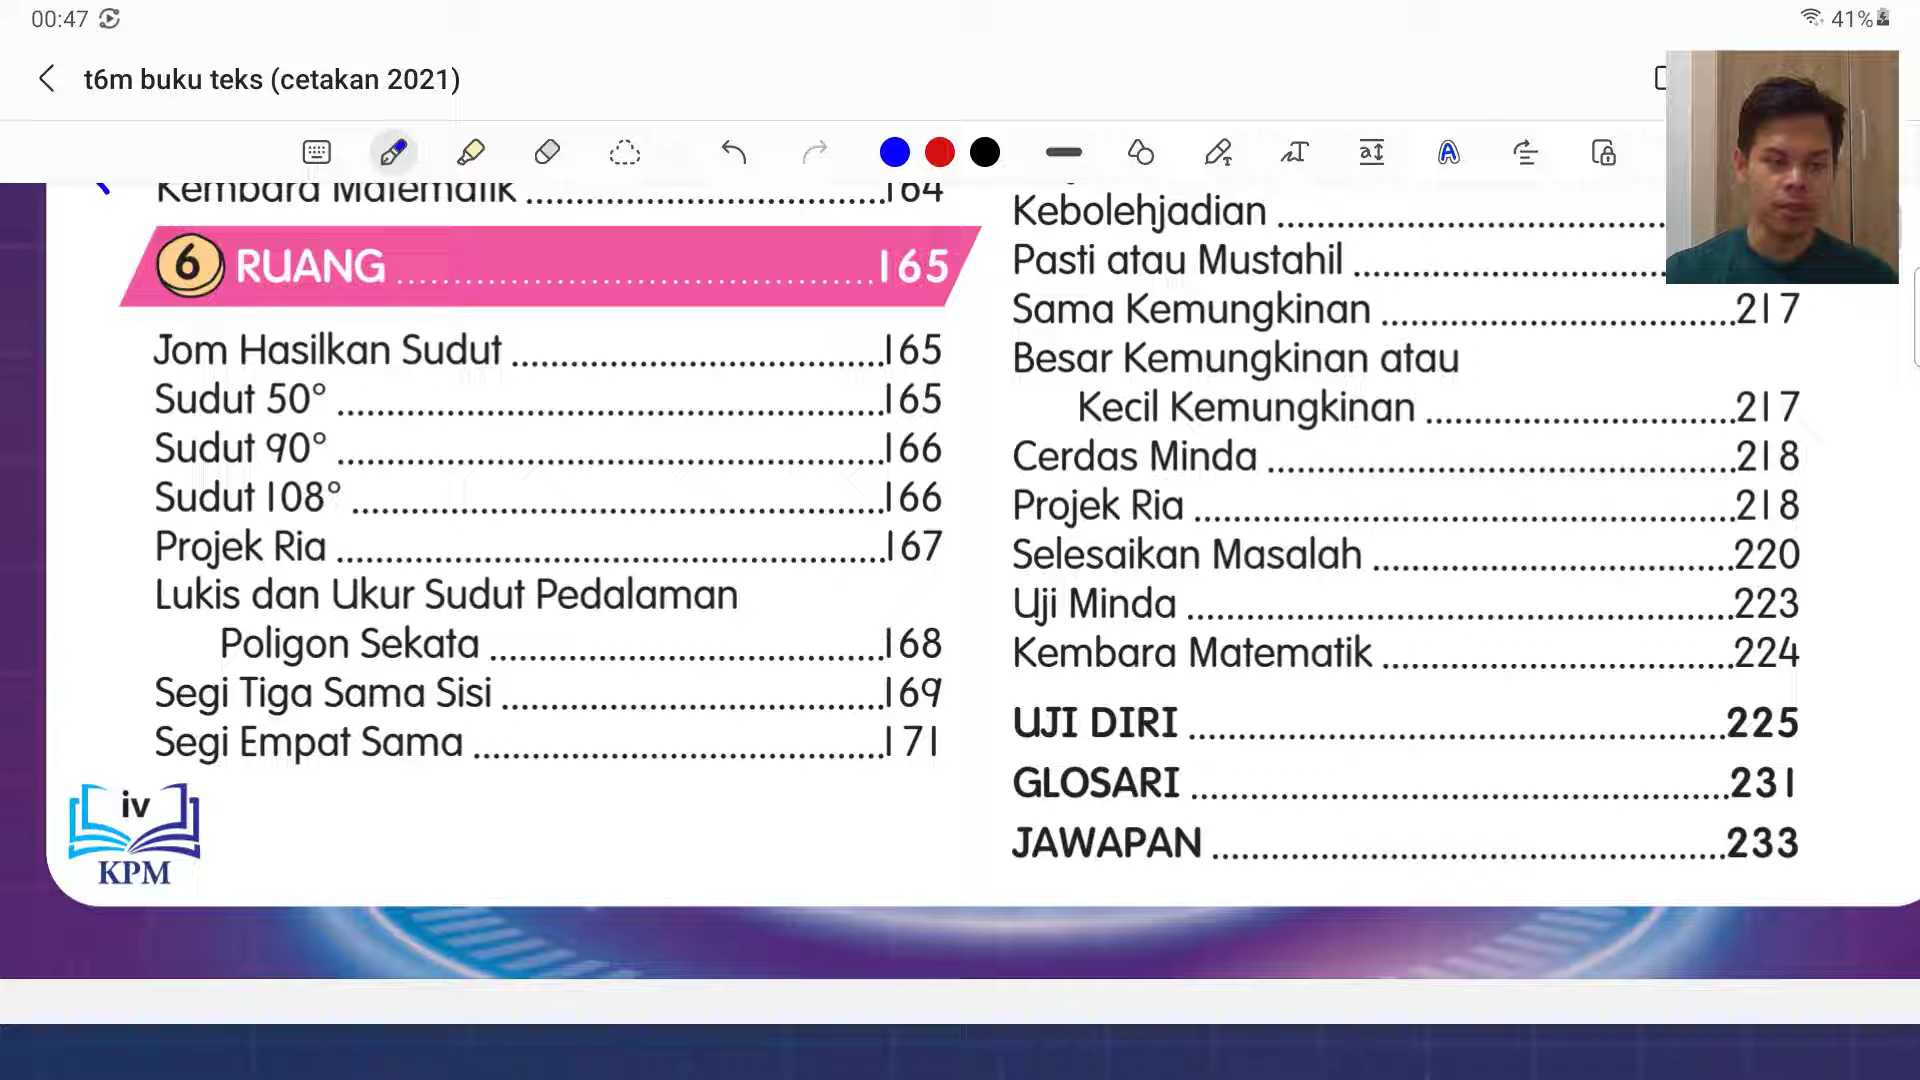 00:47
41%
t6m buku teks (cetakan 2021)
Kembara Matematik ..............................164
6 RUANG ........................................165
Jom Hasilkan Sudut ...............................165
Sudut 50° ..............................................165
Sudut 90° ..............................................166
Sudut 108° .............................................166
Projek Ria ..............................................167
Lukis dan Ukur Sudut Pedalaman
Poligon Sekata .................................168
Segi Tiga Sama Sisi ................................169
Segi Empat Sama ..................................171
iv
KPM
Kebolehjadian ................................
Pasti atau Mustahil ..........................
Sama Kemungkinan ..............................217
Besar Kemungkinan atau
Kecil Kemungkinan ..........................217
Cerdas Minda .......................................218
Projek Ria .............................................218
Selesaikan Masalah ..............................220
Uji Minda ..............................................223
Kembara Matematik ..............................224
UJI DIRI .............................................225
GLOSARI .............................................231
JAWAPAN ...........................................233